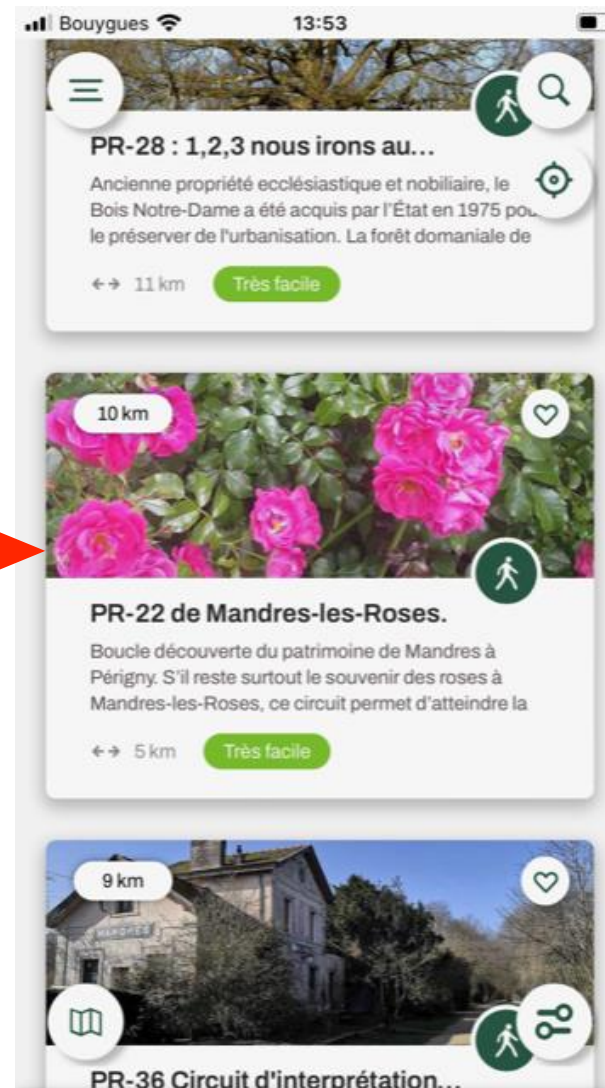 Bouygues 13:53
PR-28 : 1,2,3 nous irons au...
Ancienne propriété ecclésiastique et nobiliaire, le
Bois Notre-Dame a été acquis par l'État en 1975
le préserver de l'urbanisation. La forêt domaniale de
11 km Très facile
10 km
PR-22 de Mandres-les-Roses.
Boucle découverte du patrimoine de Mandres à
Périgny. S'il reste surtout le souvenir des roses à
Mandres-les-Roses, ce circuit permet d'atteindre la
5 km Très facile
9 km
MANDRES
PR-36 Circuit d'interprétation...